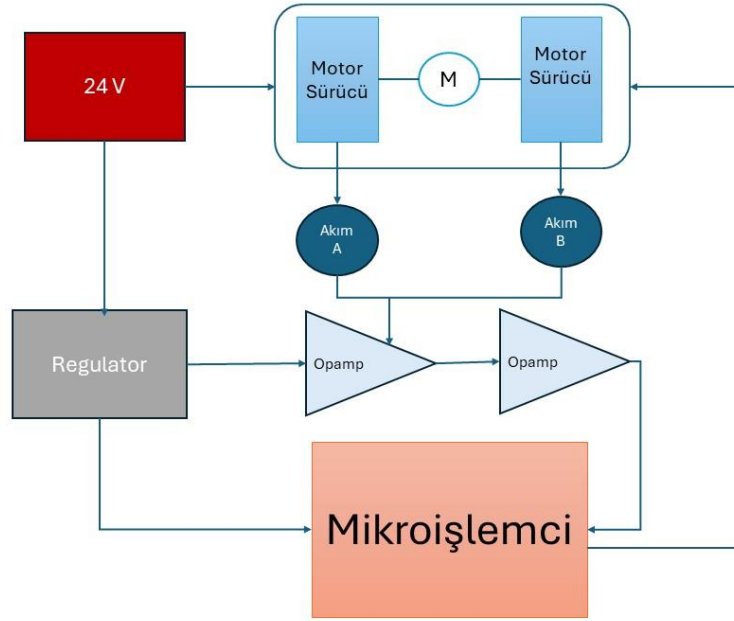 24 V
Motor
Sürücü
M
Motor
Sürücü
Akım
A
Akım
B
Regulator
Opamp
Opamp
Mikroişlemci